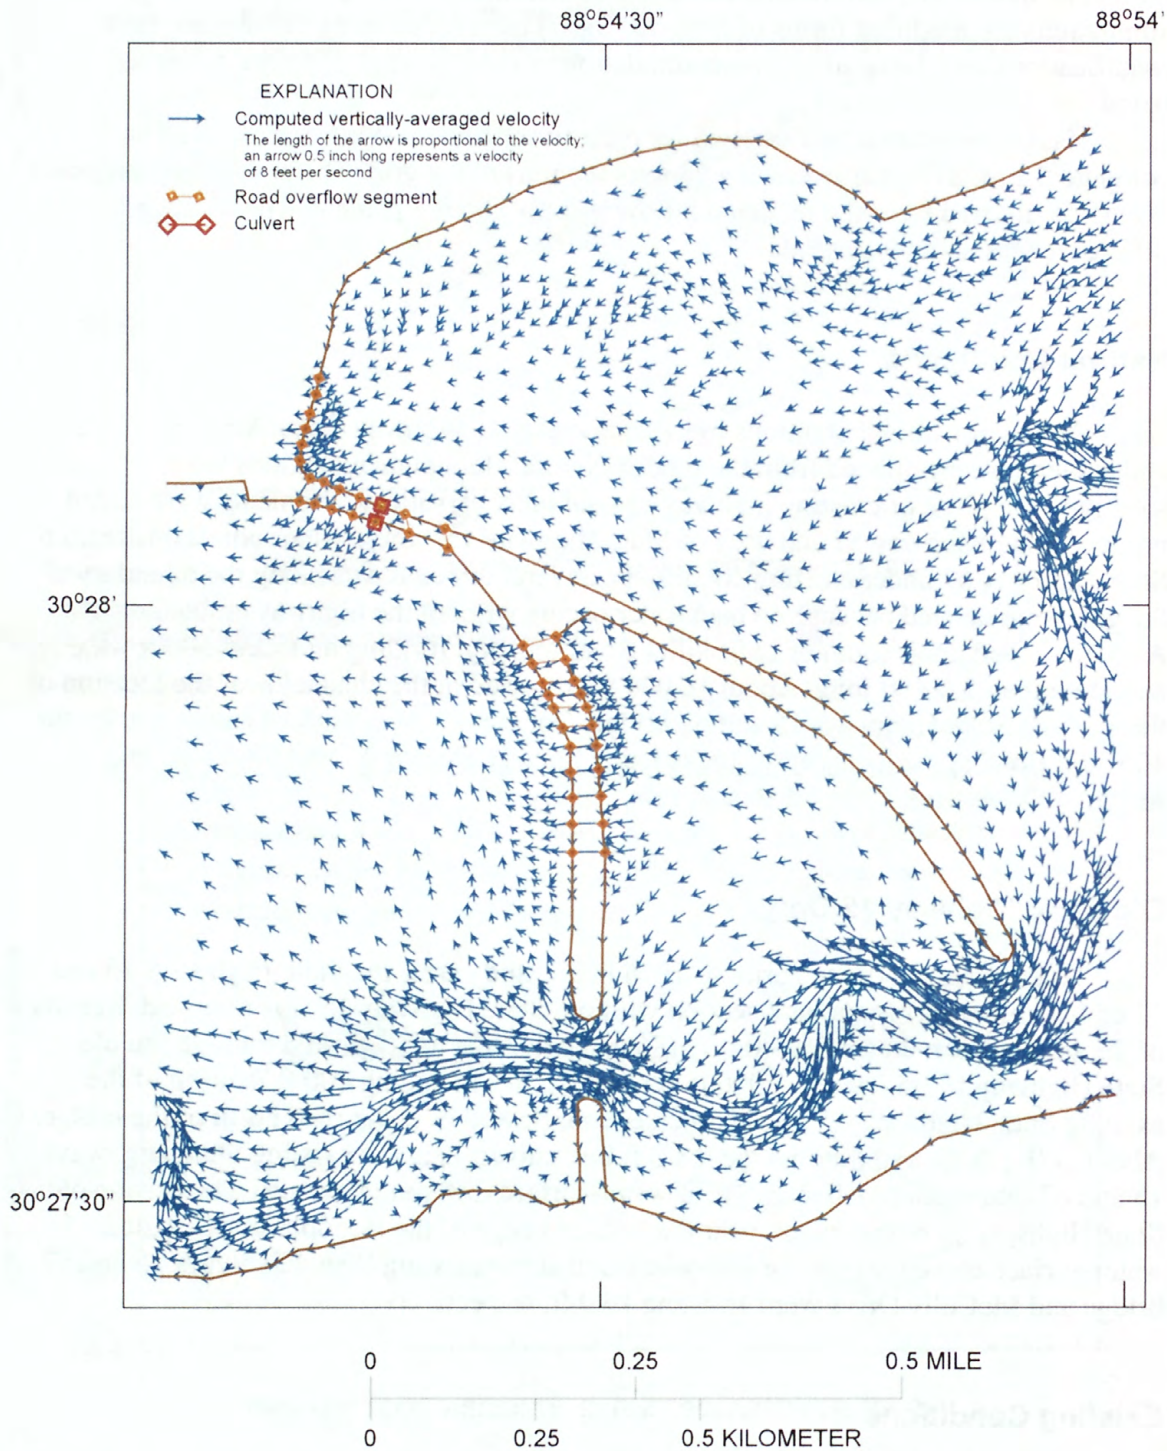 88°54'30" 88°54'
EXPLANATION
Computed vertically-averaged velocity
The length of the arrow is proportional to the velocity;
an arrow 0.5 inch long represents a velocity
of 8 feet per second
Road overflow segment
Culvert
30°28'
30°27'30"
0 0.25 0.5 MILE
0 0.25 0.5 KILOMETER